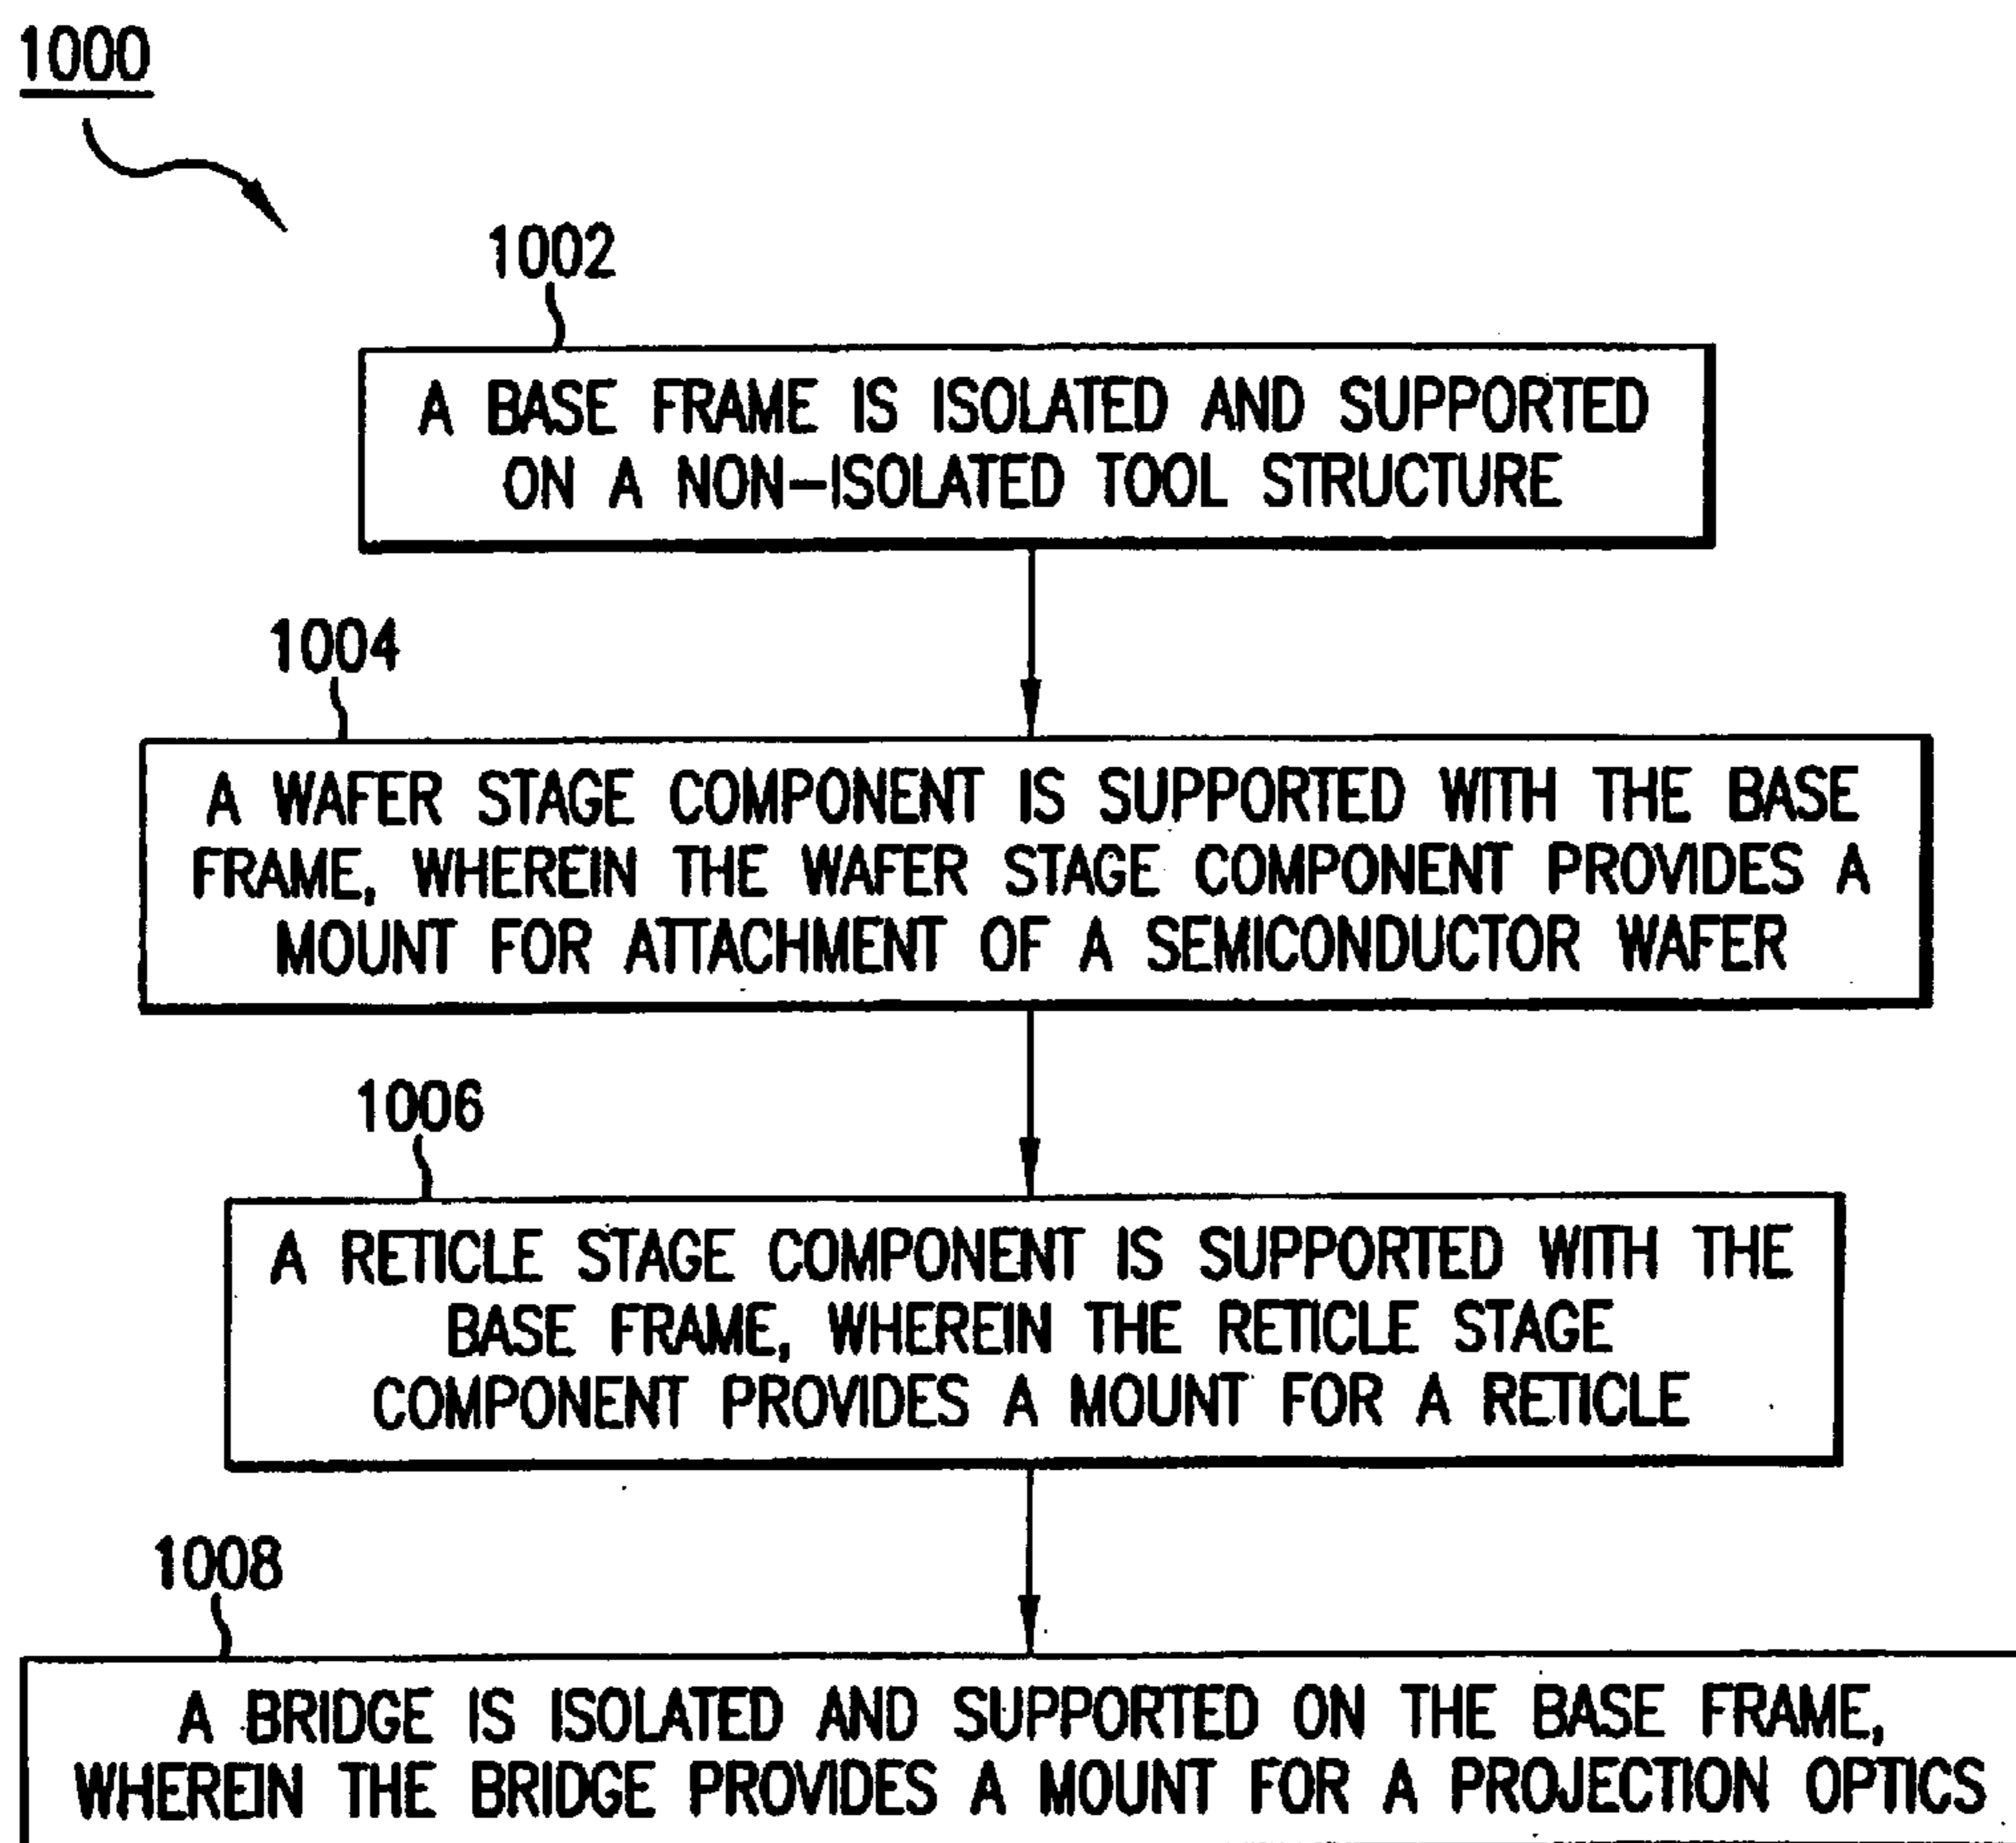 1000
1002
A BASE FRAME IS ISOLATED AND SUPPORTED
ON A NON-ISOLATED TOOL STRUCTURE
1004
A WAFER STAGE COMPONENT IS SUPPORTED WITH THE BASE
FRAME, WHEREIN THE WAFER STAGE COMPONENT PROVIDES A
MOUNT FOR ATTACHMENT OF A SEMICONDUCTOR WAFER
1006
A RETICLE STAGE COMPONENT IS SUPPORTED WITH THE
BASE FRAME, WHEREIN THE RETICLE STAGE
COMPONENT PROVIDES A MOUNT FOR A RETICLE
1008
A BRIDGE IS ISOLATED AND SUPPORTED ON THE BASE FRAME,
WHEREIN THE BRIDGE PROVIDES A MOUNT FOR A PROJECTION OPTICS